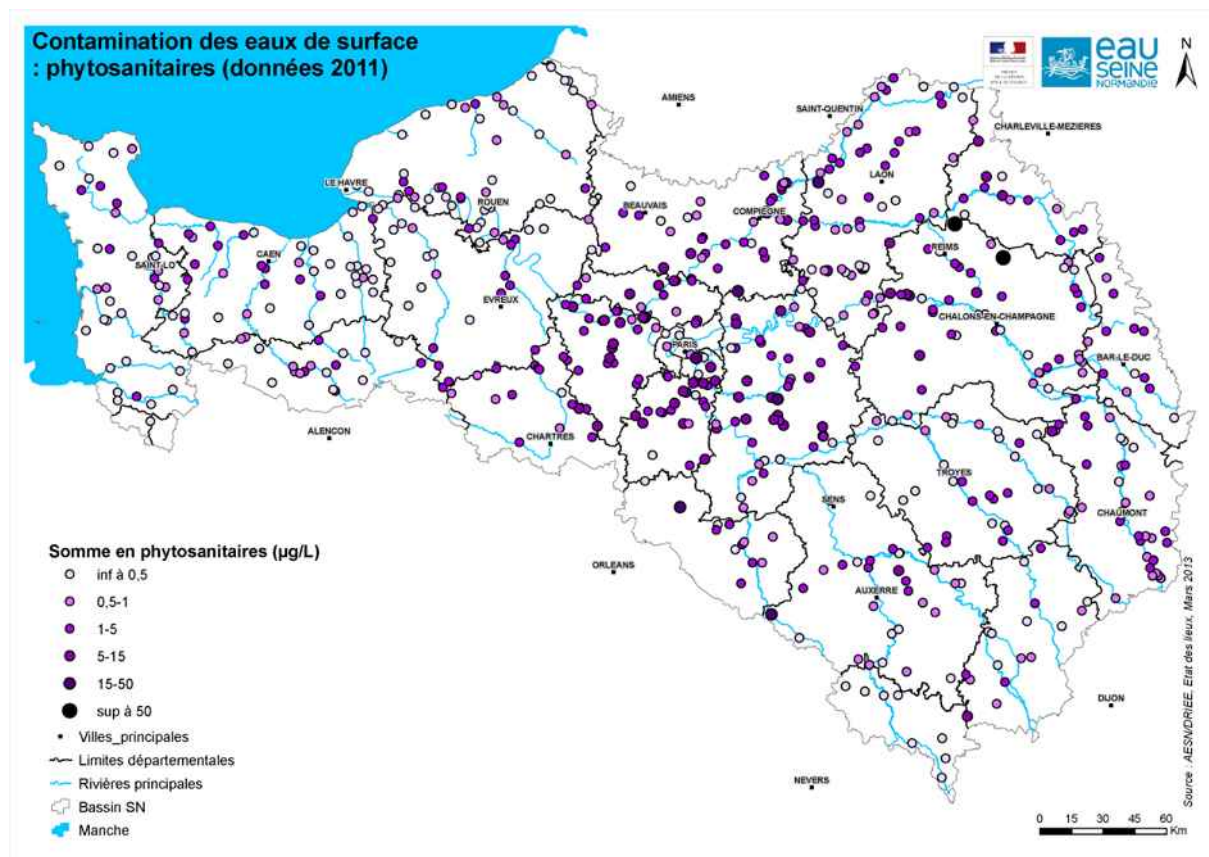 Contamination des eaux de surface
: phytosanitaires (données 2011)
eau
SEINE
NORMANDIE
N
AMIENS
SAINT-QUENTIN
CHARLEVILLE-MEZIERES
LE HAVRE
ROUEN
BEAUVAIS
COMPIEGNE
LAON
REIMS
SAINT-LO
CAEN
EVREUX
PARIS
CHALONS-EN-CHAMPAGNE
BAR-LE-DUC
ALENCON
CHARTRES
TROYES
SENS
CHAUMONT
ORLEANS
AUXERRE
DIJON
NEVERS
Somme en phytosanitaires (µg/L)
inf à 0,5
0,5-1
1-5
5-15
15-50
sup à 50
Villes_principales
Limites départementales
Rivières principales
Bassin SN
Manche
Source : AESN/DRIEE, Etat des lieux, Mars 2013
0 15 30 45 60
Km